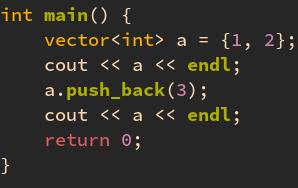 int main() {
    vector<int> a = {1, 2};
    cout << a << endl;
    a.push_back(3);
    cout << a << endl;
    return 0;
}